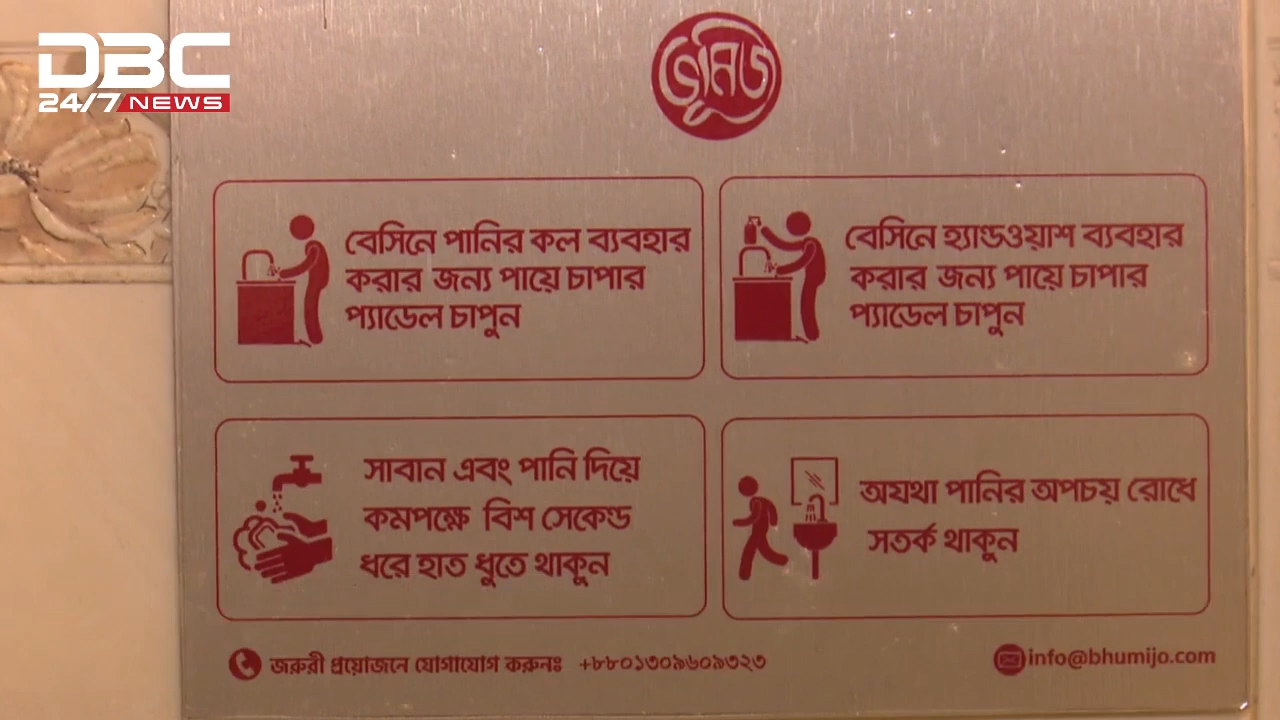 DBC
24/7 NEWS
ভূমিজ
বেসিনে পানির কল ব্যবহার
করার জন্য পায়ে চাপার
প্যাডেল চাপুন
বেসিনে হ্যান্ডওয়াশ ব্যবহার
করার জন্য পায়ে চাপার
প্যাডেল চাপুন
সাবান এবং পানি দিয়ে
কমপক্ষে বিশ সেকেন্ড
ধরে হাত ধুতে থাকুন
অযথা পানির অপচয় রোধে
সতর্ক থাকুন
জরুরী প্রয়োজনে যোগাযোগ করুনঃ +৮৮০১৩০৯৬০৯৩২৩
info@bhumijo.com